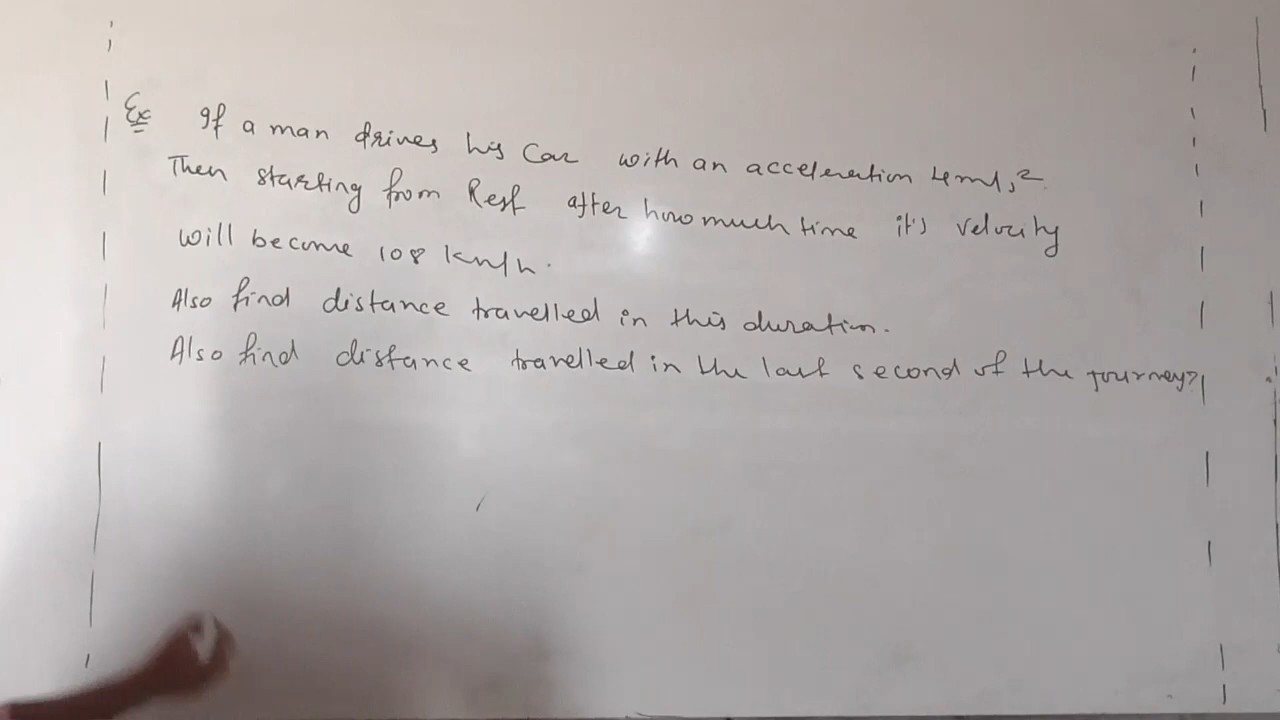 Ex If a man drives his Car with an acceleration 4m/s².
Then starting from Rest after how much time it's velocity
will become 108 km/h.
Also find distance travelled in this duration.
Also find distance travelled in the last second of the journey?